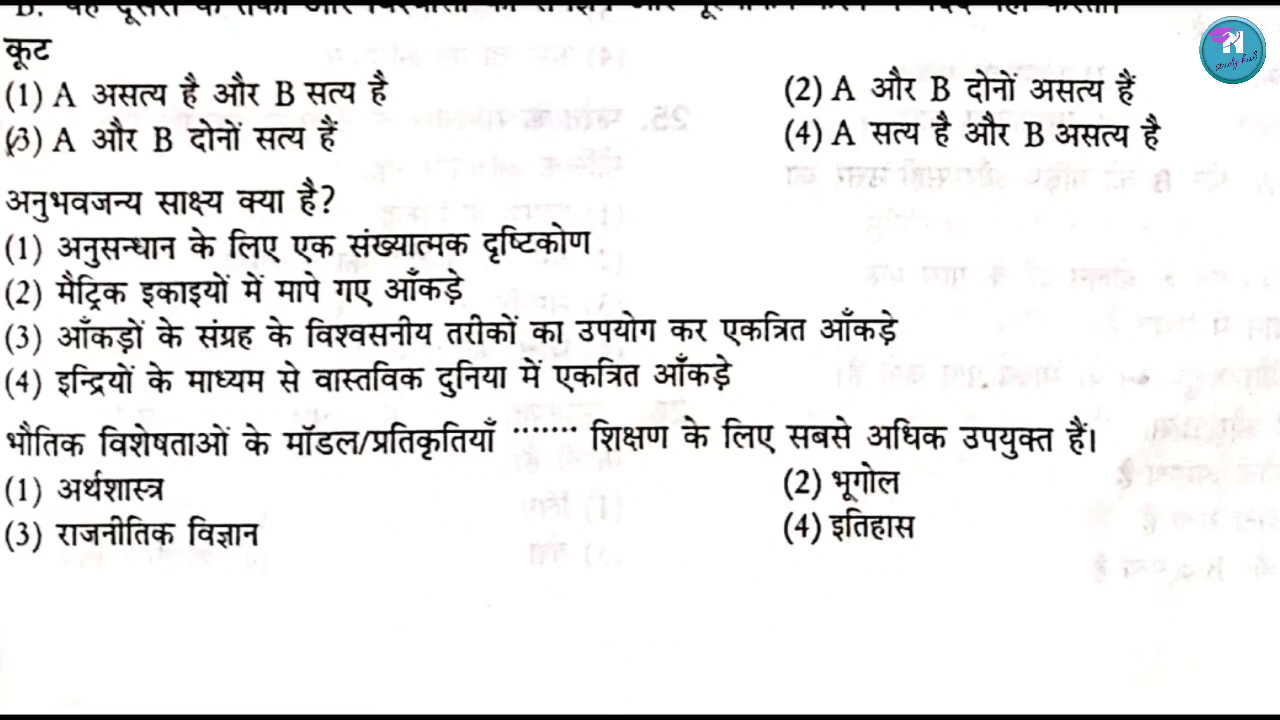 कूट
(1) A असत्य है और B सत्य है
(2) A और B दोनों असत्य हैं
(3) A और B दोनों सत्य हैं
(4) A सत्य है और B असत्य है
अनुभवजन्य साक्ष्य क्या है?
(1) अनुसन्धान के लिए एक संख्यात्मक दृष्टिकोण
(2) मैट्रिक इकाइयों में मापे गए आँकड़े
(3) आँकड़ों के संग्रह के विश्वसनीय तरीकों का उपयोग कर एकत्रित आँकड़े
(4) इन्द्रियों के माध्यम से वास्तविक दुनिया में एकत्रित आँकड़े
भौतिक विशेषताओं के मॉडल/प्रतिकृतियाँ ........ शिक्षण के लिए सबसे अधिक उपयुक्त हैं।
(1) अर्थशास्त्र
(2) भूगोल
(3) राजनीतिक विज्ञान
(4) इतिहास
N
study hub